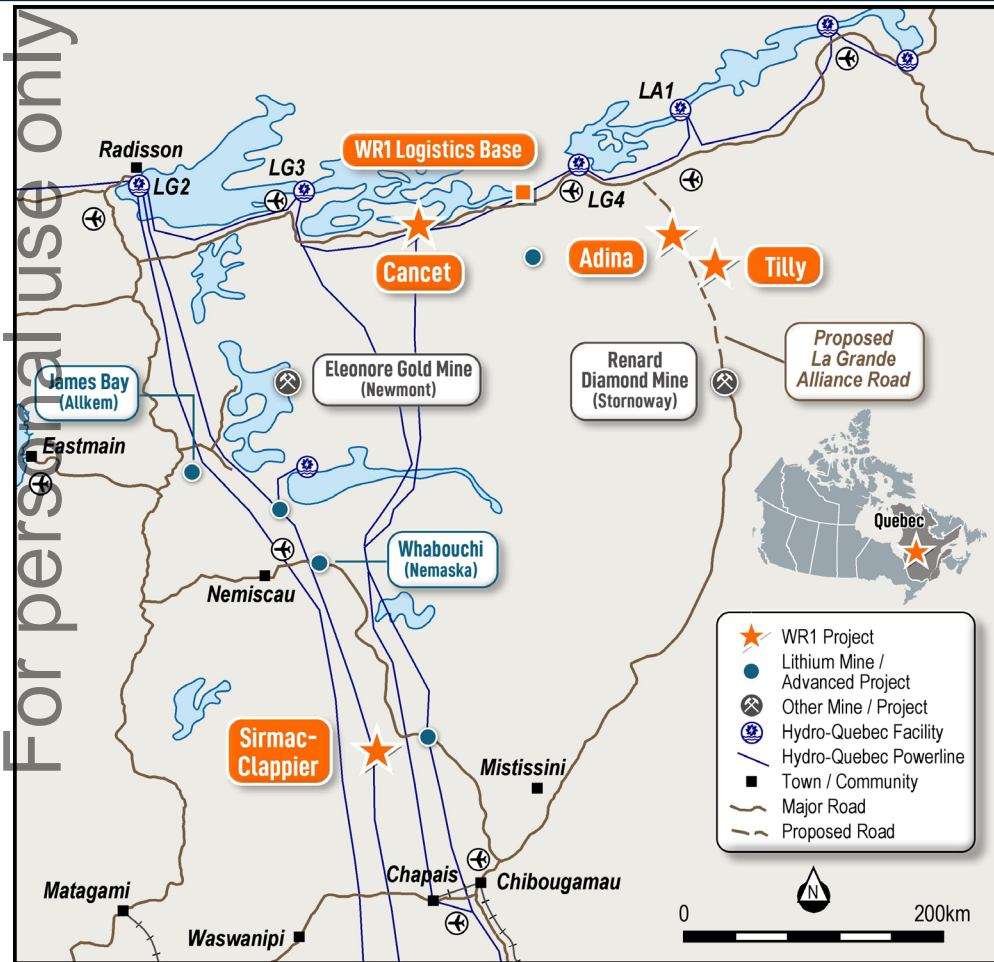 For personal use only
LA1
WR1 Logistics Base
Radisson
LG3
LG2
LG4
Cancet
Adina
Tilly
Proposed
La Grande
Alliance Road
Eleonore Gold Mine
(Newmont)
Renard
Diamond Mine
(Stornoway)
James Bay
(Allkem)
Eastmain
Quebec
Whabouchi
(Nemaska)
Nemiscau
WR1 Project
Lithium Mine /
Advanced Project
Other Mine / Project
Hydro-Quebec Facility
Hydro-Quebec Powerline
Town / Community
Major Road
Proposed Road
Sirmac-
Clappier
Mistissini
Chapais
Chibougamau
Matagami
Waswanipi
N
0
200km